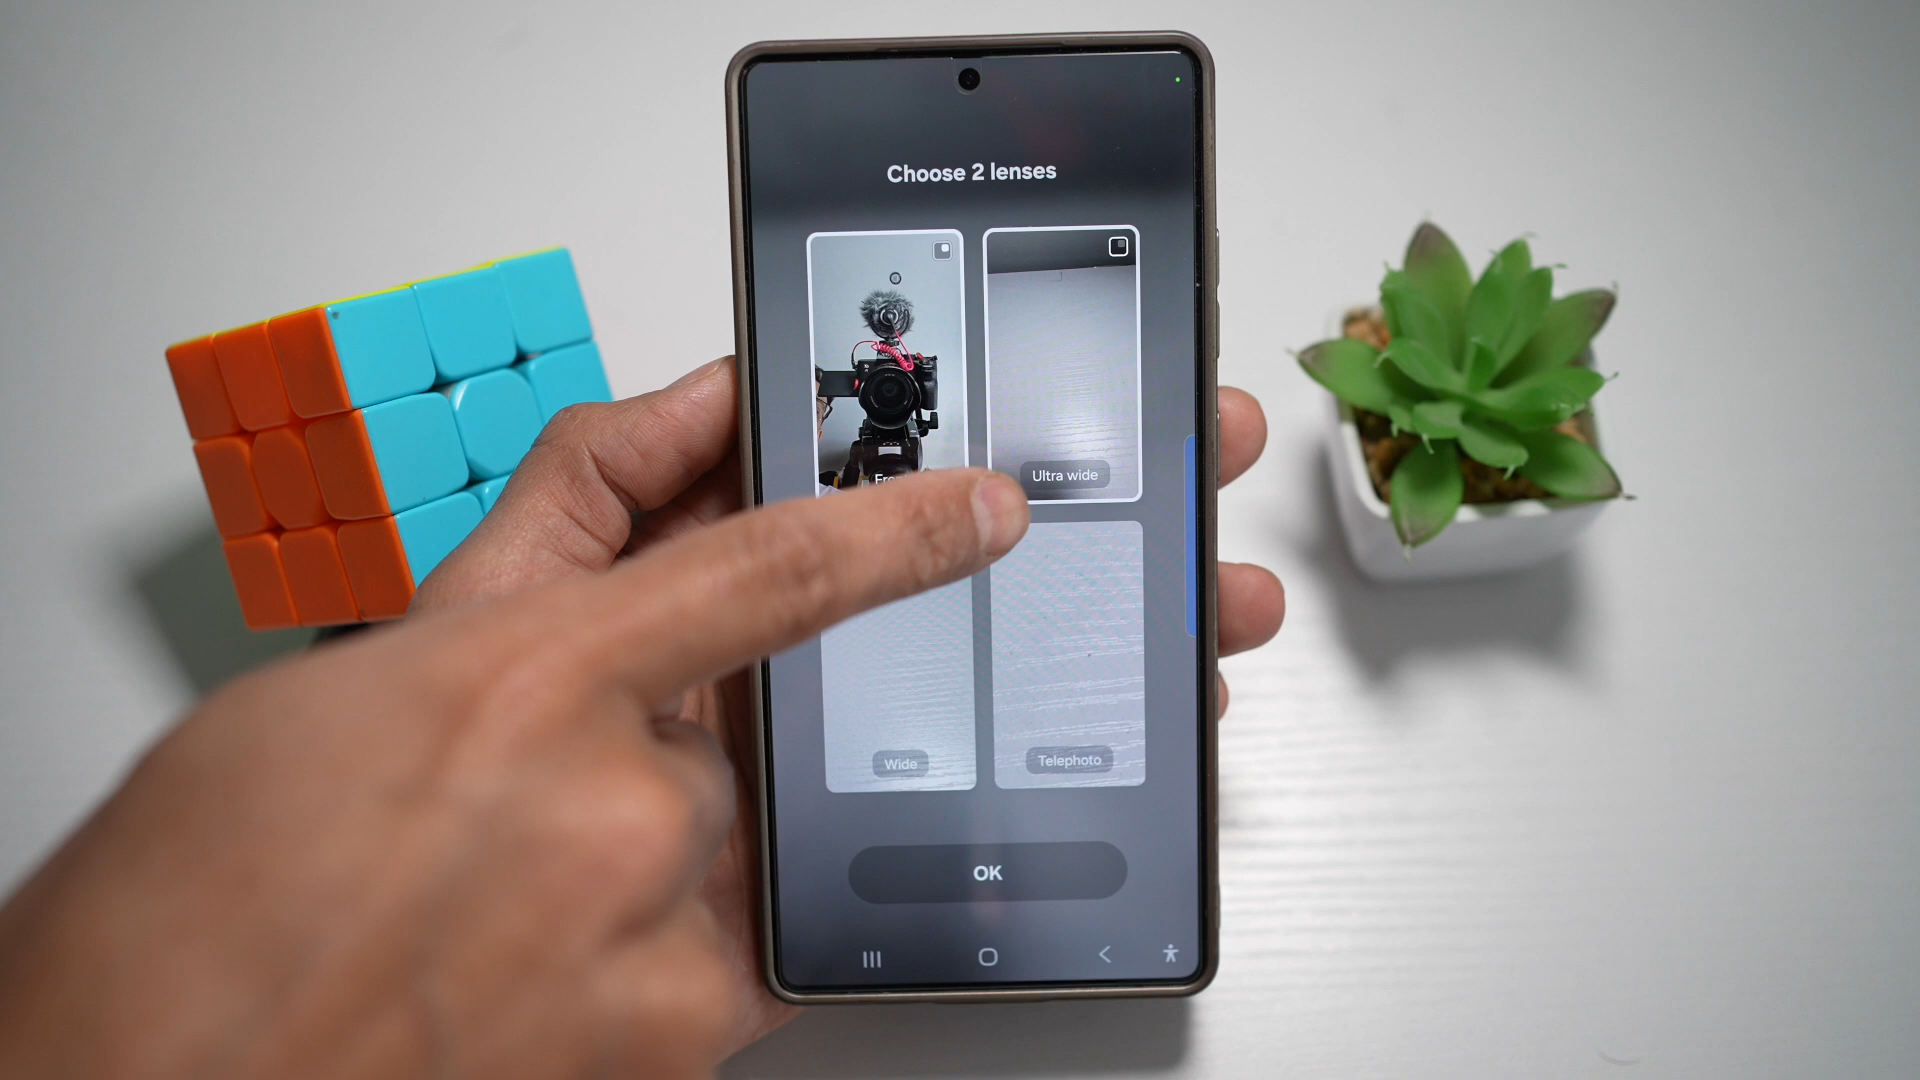 Choose 2 lenses
Ultra wide
Wide
Telephoto
OK